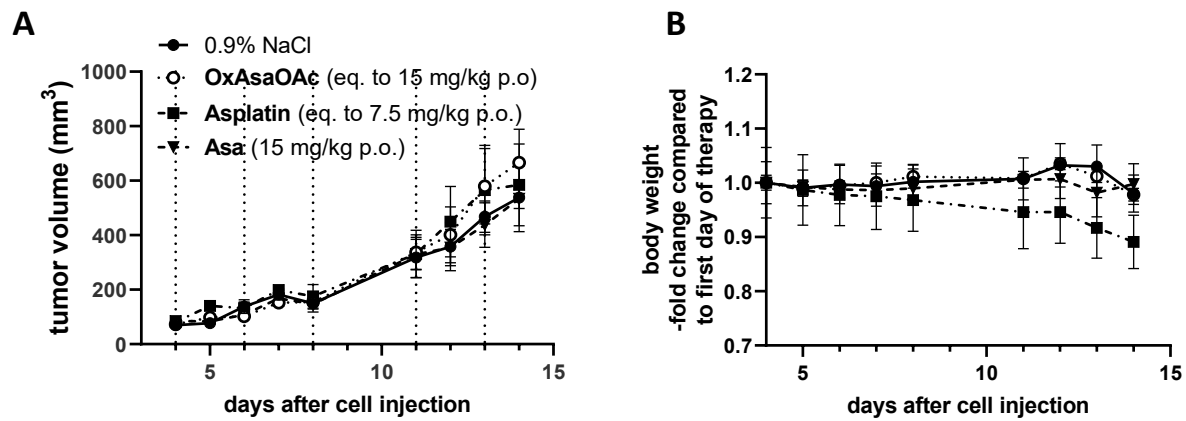 A
0.9% NaCl
OxAsaOAc (eq. to 15 mg/kg p.o)
Asplatin (eq. to 7.5 mg/kg p.o.)
Asa (15 mg/kg p.o.)
tumor volume (mm³)
1000
800
600
400
200
0
5
10
15
days after cell injection
B
body weight
-fold change compared
to first day of therapy
1.2
1.1
1.0
0.9
0.8
0.7
5
10
15
days after cell injection